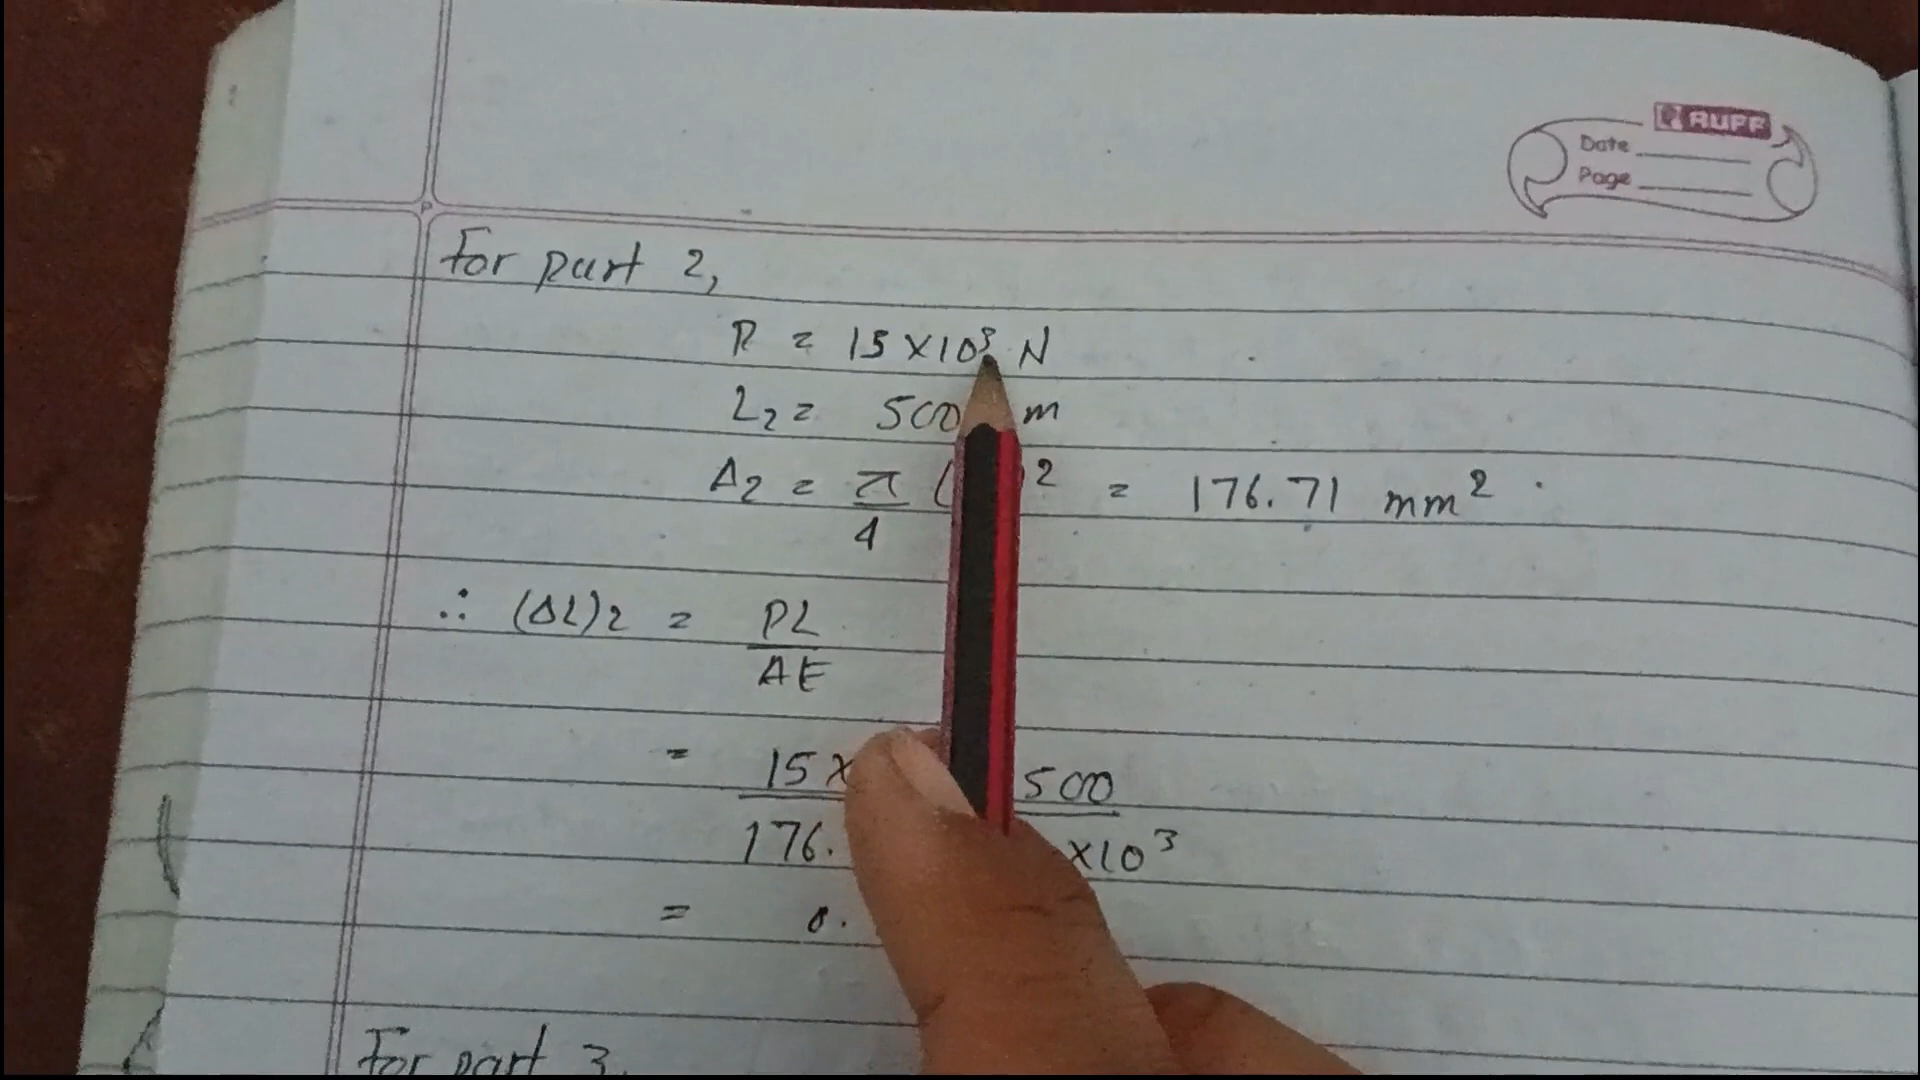 RUFF
Date
Page
For part 2,
P = 15 × 10³ N
L₂ = 500 m
A₂ = π/4 ( )² = 176.71 mm²
∴ (ΔL)₂ = PL/AE
= 15 × 500
176. × 10³
= 0.
For part 3,